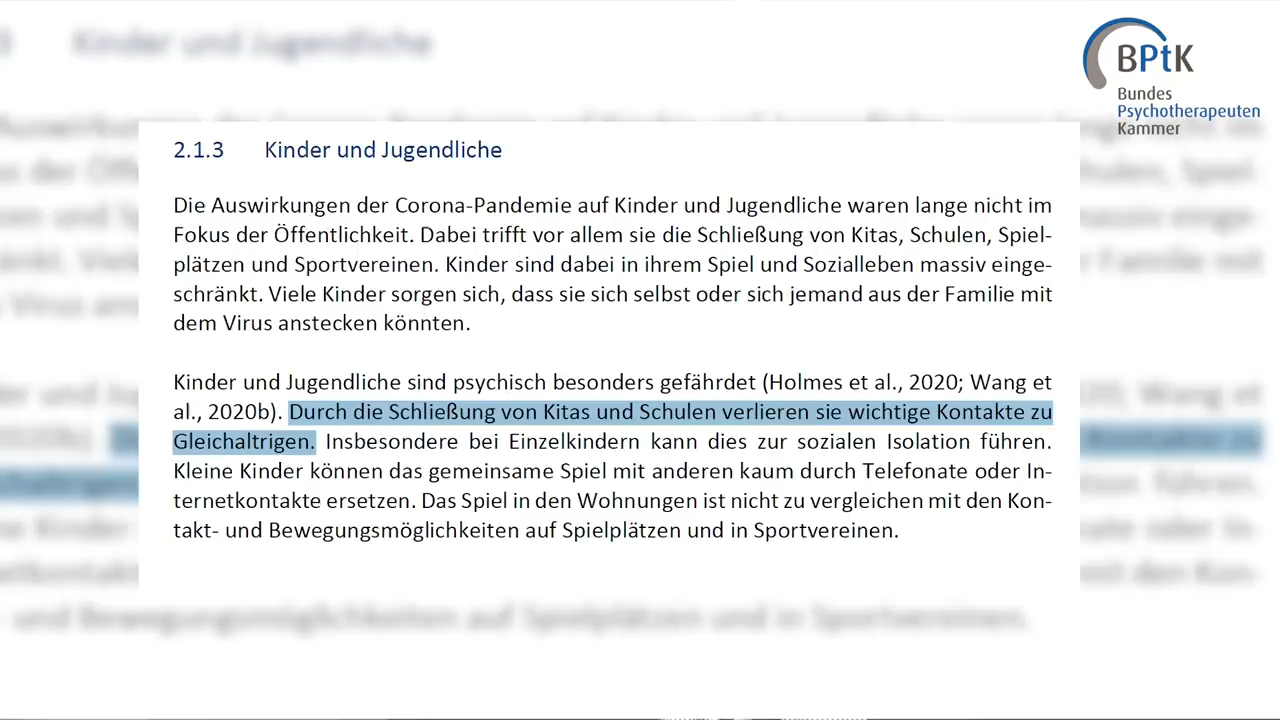 BPtK
Bundes
Psychotherapeuten
Kammer
2.1.3 Kinder und Jugendliche
Die Auswirkungen der Corona-Pandemie auf Kinder und Jugendliche waren lange nicht im
Fokus der Öffentlichkeit. Dabei trifft vor allem sie die Schließung von Kitas, Schulen, Spiel-
plätzen und Sportvereinen. Kinder sind dabei in ihrem Spiel und Sozialleben massiv einge-
schränkt. Viele Kinder sorgen sich, dass sie sich selbst oder sich jemand aus der Familie mit
dem Virus anstecken könnten.
Kinder und Jugendliche sind psychisch besonders gefährdet (Holmes et al., 2020; Wang et
al., 2020b). Durch die Schließung von Kitas und Schulen verlieren sie wichtige Kontakte zu
Gleichaltrigen. Insbesondere bei Einzelkindern kann dies zur sozialen Isolation führen.
Kleine Kinder können das gemeinsame Spiel mit anderen kaum durch Telefonate oder In-
ternetkontakte ersetzen. Das Spiel in den Wohnungen ist nicht zu vergleichen mit den Kon-
takt- und Bewegungsmöglichkeiten auf Spielplätzen und in Sportvereinen.